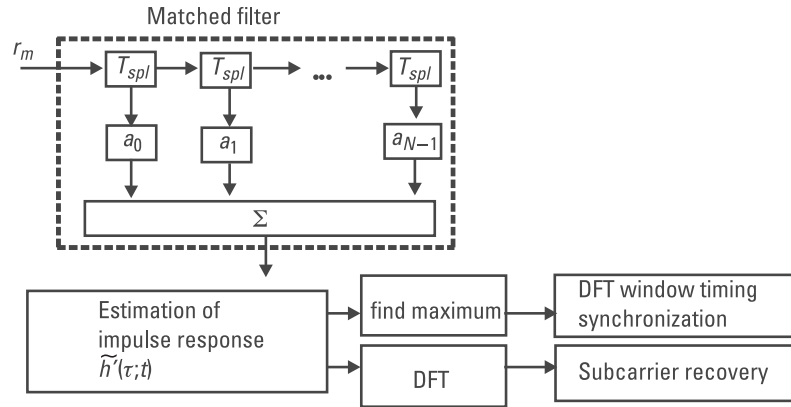 Matched filter
r_m
T_spl T_spl ... T_spl
a_0 a_1 a_{N−1}
Σ
Estimation of
impulse response
h̃′(τ;t)
find maximum
DFT window timing
synchronization
DFT
Subcarrier recovery